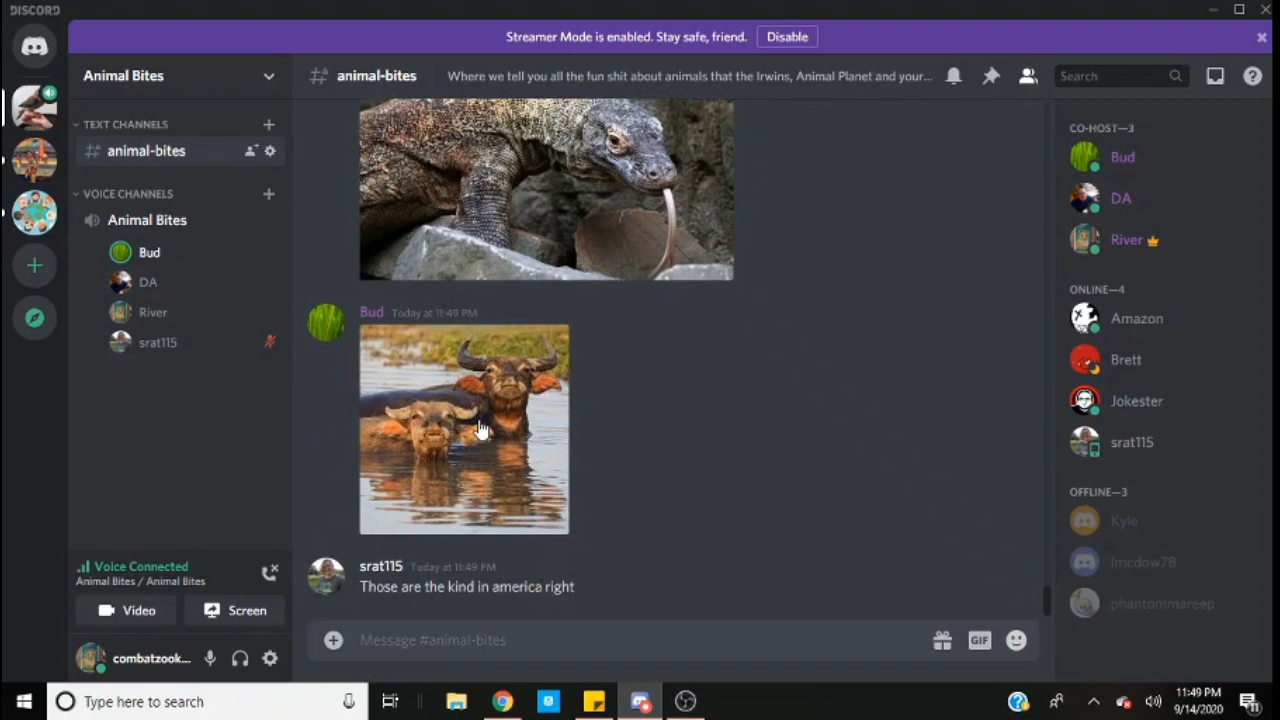 DISCORD
Streamer Mode is enabled. Stay safe, friend. Disable
Animal Bites
animal-bites Where we tell you all the fun shit about animals that the Irwins, Animal Planet and your... Search
TEXT CHANNELS
animal-bites
VOICE CHANNELS
Animal Bites
Bud
DA
River
srat115
Voice Connected
Animal Bites / Animal Bites
Video Screen
combatzook...
Bud Today at 11:49 PM
srat115 Today at 11:49 PM
Those are the kind in america right
Message #animal-bites
GIF
CO-HOST—3
Bud
DA
River
ONLINE—4
Amazon
Brett
Jokester
srat115
OFFLINE—3
Kyle
lmcdow78
phantommareep
Type here to search
11:49 PM
9/14/2020